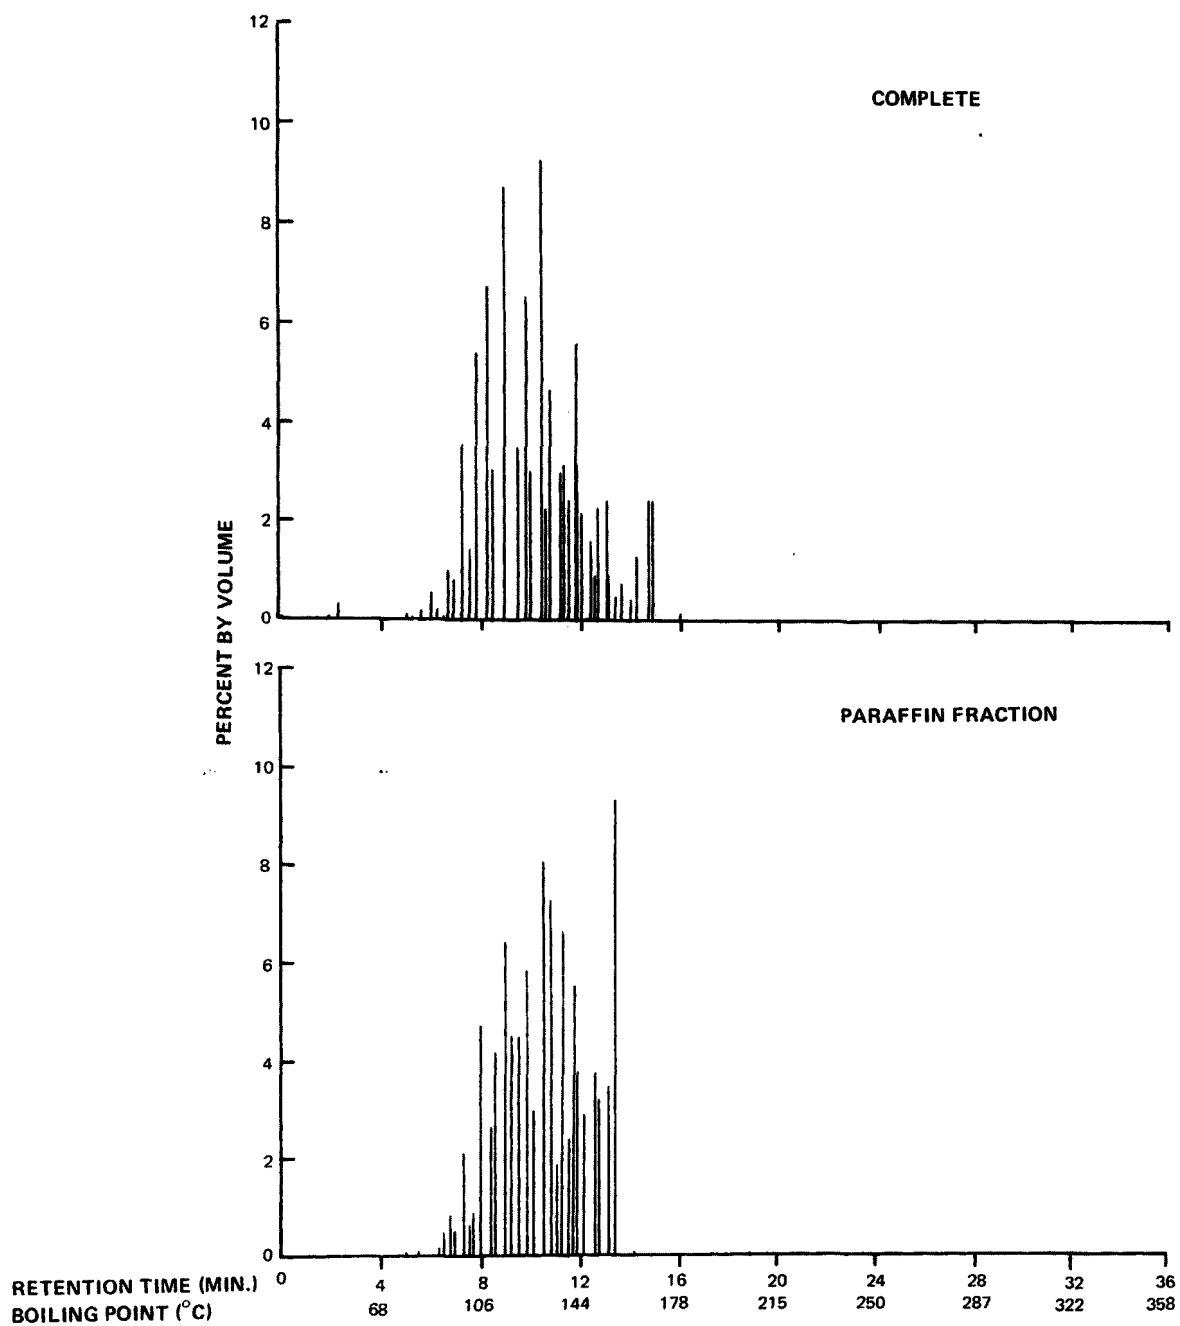 12
COMPLETE
10
8
6
4
2
0
PERCENT BY VOLUME
12
PARAFFIN FRACTION
10
8
6
4
2
0
RETENTION TIME (MIN.) 0 4 8 12 16 20 24 28 32 36
BOILING POINT (°C) 68 106 144 178 215 250 287 322 358